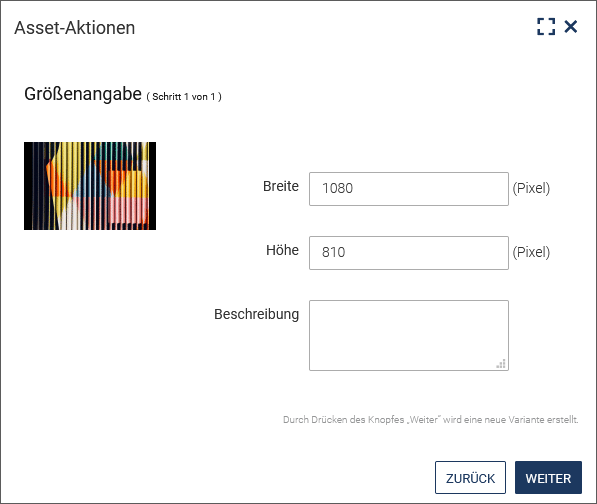 Asset-Aktionen
Größenangabe ( Schritt 1 von 1 )
Breite 1080 (Pixel)
Höhe 810 (Pixel)
Beschreibung
Durch Drücken des Knopfes „Weiter“ wird eine neue Variante erstellt.
ZURÜCK WEITER